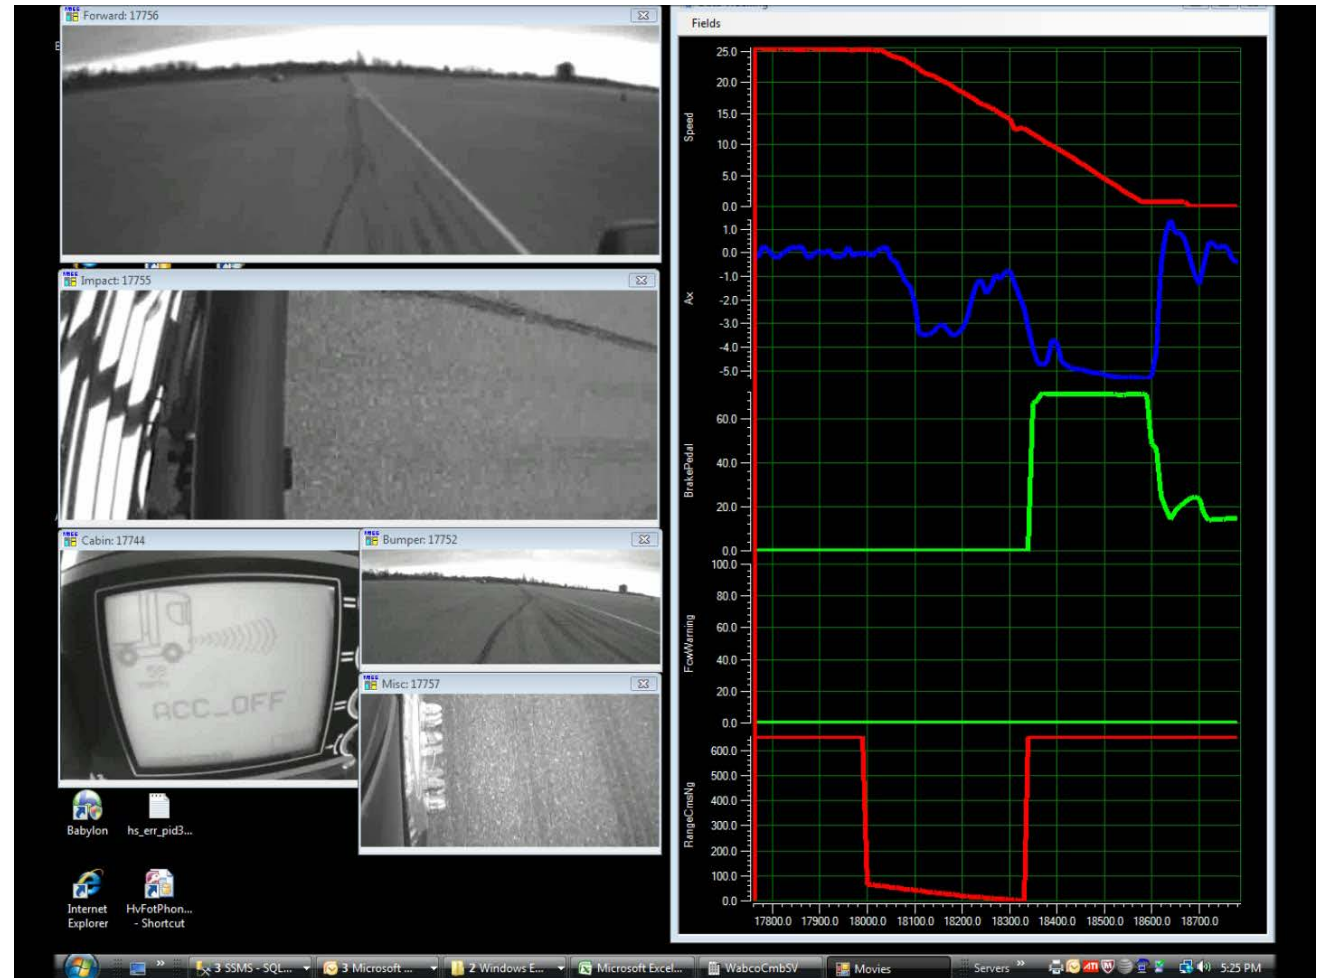 Forward: 17756
Impact: 17755
Cabin: 17744
ACC_OFF
Bumper: 17752
Misc: 17757
Babylon
hs_err_pid3...
Internet
Explorer
HvFotPhon...
- Shortcut
Fields
Speed
25.0
20.0
15.0
10.0
5.0
0.0
Ax
1.0
0.0
-1.0
-2.0
-3.0
-4.0
-5.0
BrakePedal
60.0
40.0
20.0
0.0
FcwWarning
100.0
80.0
60.0
40.0
20.0
0.0
RangeCmsNg
600.0
500.0
400.0
300.0
200.0
100.0
0.0
17800.0 17900.0 18000.0 18100.0 18200.0 18300.0 18400.0 18500.0 18600.0 18700.0
3 SSMS - SQL... 3 Microsoft ... 2 Windows E... Microsoft Excel... WabcoCmbSV Movies Servers ATI 5:25 PM